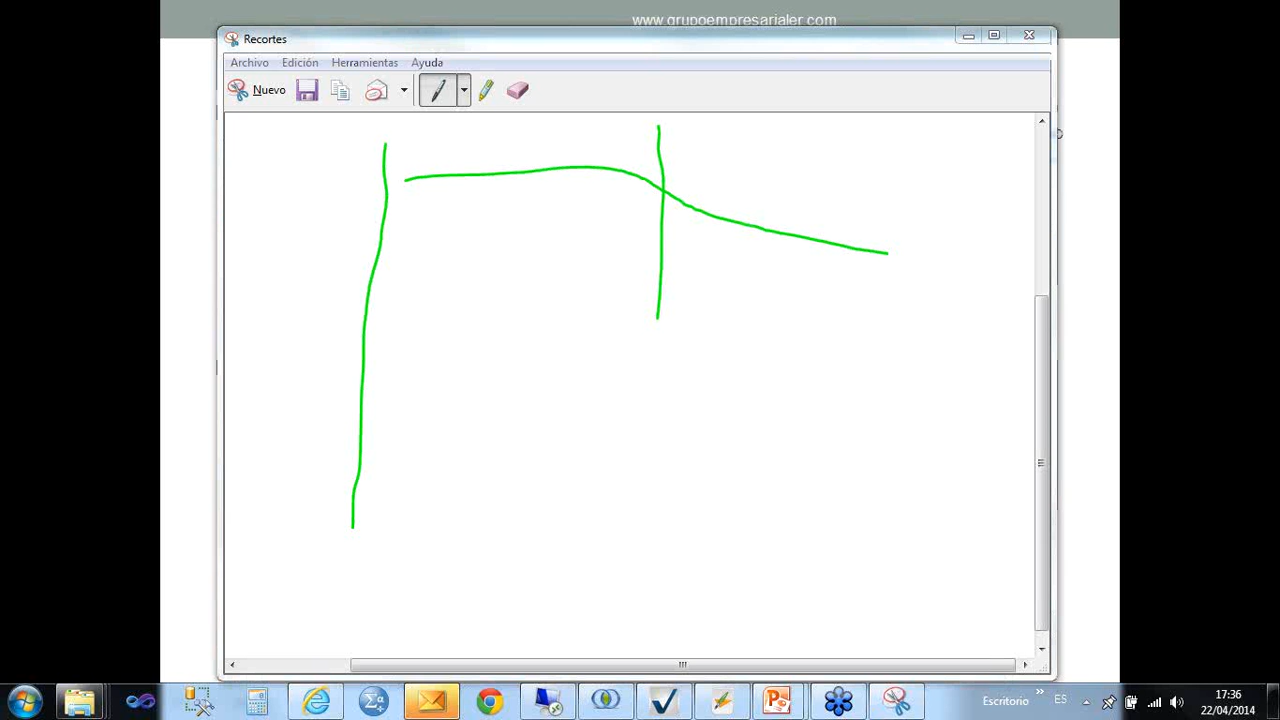 www.grupoempresarialer.com
Recortes
Archivo Edición Herramientas Ayuda
Nuevo
Escritorio » ES 17:36
22/04/2014